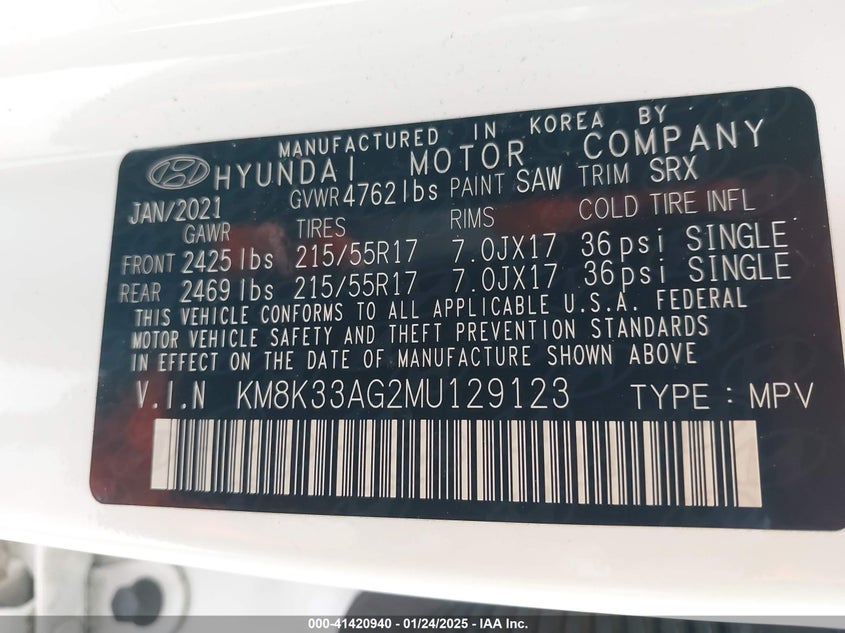 MANUFACTURED IN KOREA BY
HYUNDAI MOTOR COMPANY
JAN/2021 GVWR 4762lbs PAINT SAW TRIM SRX
GAWR TIRES RIMS COLD TIRE INFL
FRONT 2425lbs 215/55R17 7.0JX17 36psi SINGLE
REAR 2469lbs 215/55R17 7.0JX17 36psi SINGLE
THIS VEHICLE CONFORMS TO ALL APPLICABLE U.S.A. FEDERAL
MOTOR VEHICLE SAFETY AND THEFT PREVENTION STANDARDS
IN EFFECT ON THE DATE OF MANUFACTURE SHOWN ABOVE
V.I.N KM8K33AG2MU129123 TYPE: MPV
000-41420940 - 01/24/2025 - IAA Inc.